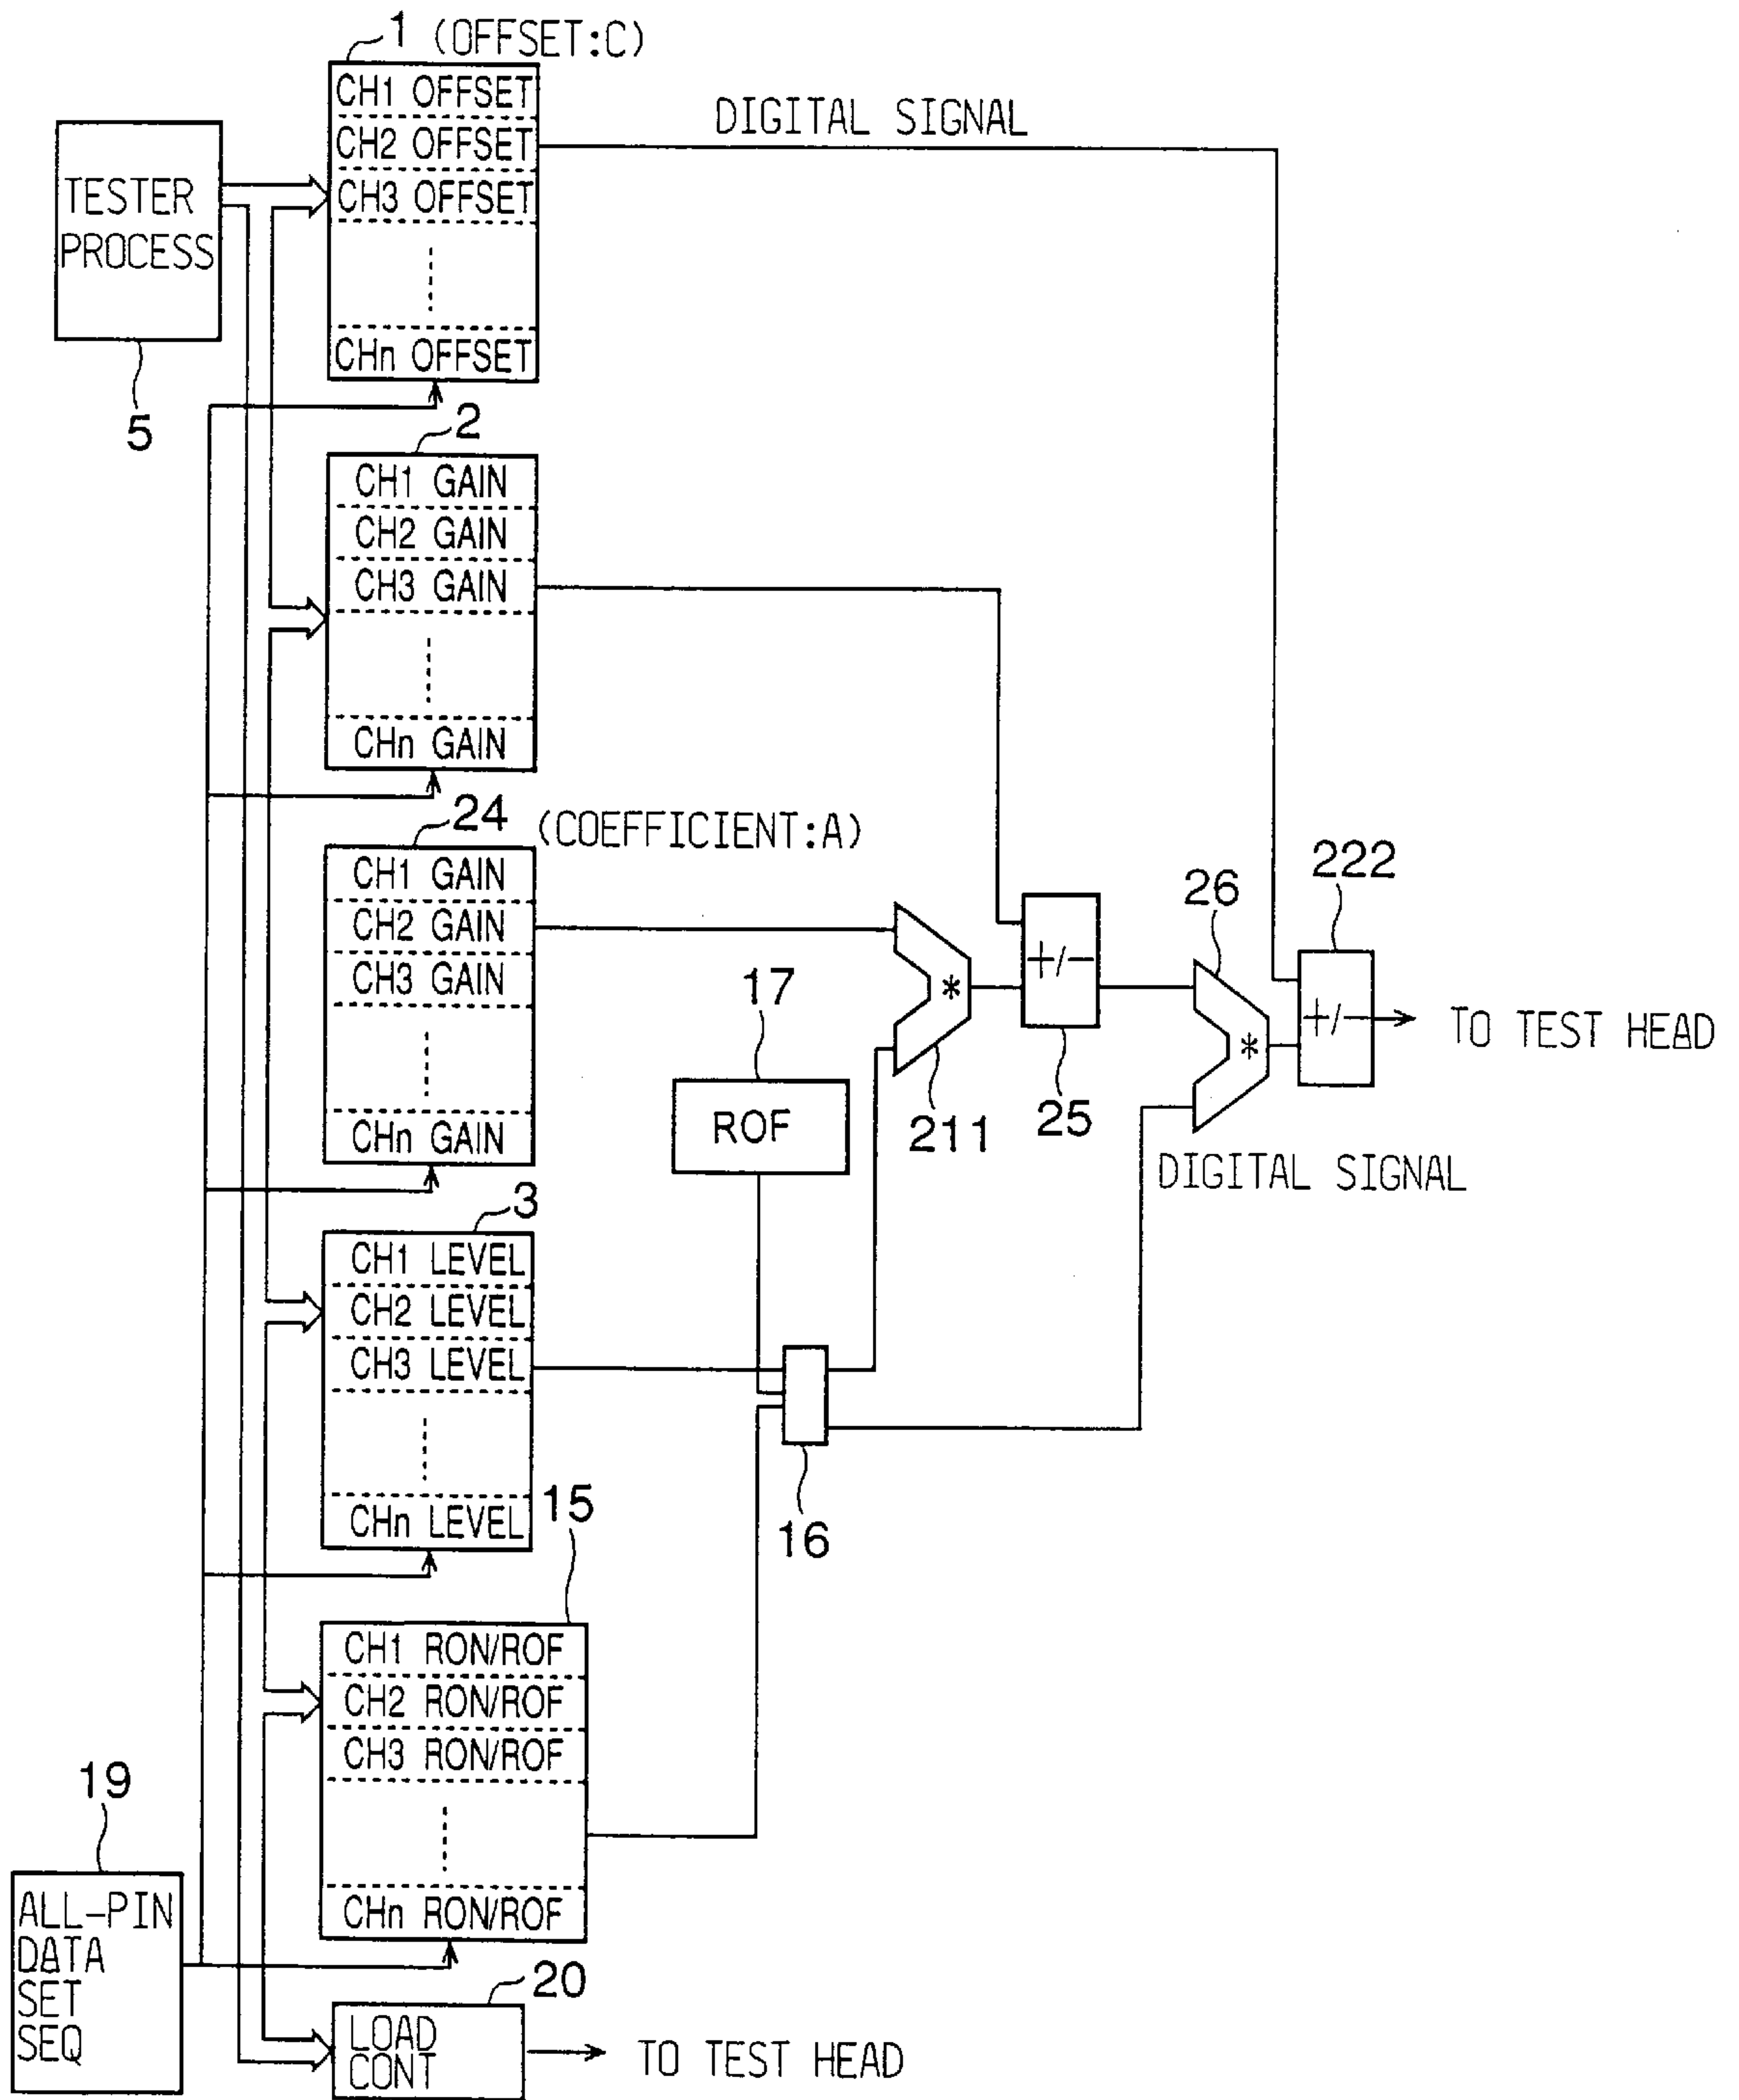 1 (OFFSET:C)
CH1 OFFSET
CH2 OFFSET
CH3 OFFSET
CHn OFFSET
DIGITAL SIGNAL
TESTER
PROCESS
5
2
CH1 GAIN
CH2 GAIN
CH3 GAIN
CHn GAIN
24 (COEFFICIENT:A)
CH1 GAIN
CH2 GAIN
CH3 GAIN
CHn GAIN
17
ROF
*
211
+/-
25
26
*
222
+/-
TO TEST HEAD
DIGITAL SIGNAL
3
CH1 LEVEL
CH2 LEVEL
CH3 LEVEL
CHn LEVEL
16
15
CH1 RON/ROF
CH2 RON/ROF
CH3 RON/ROF
CHn RON/ROF
19
ALL-PIN
DATA
SET
SEQ
20
LOAD
CONT
TO TEST HEAD